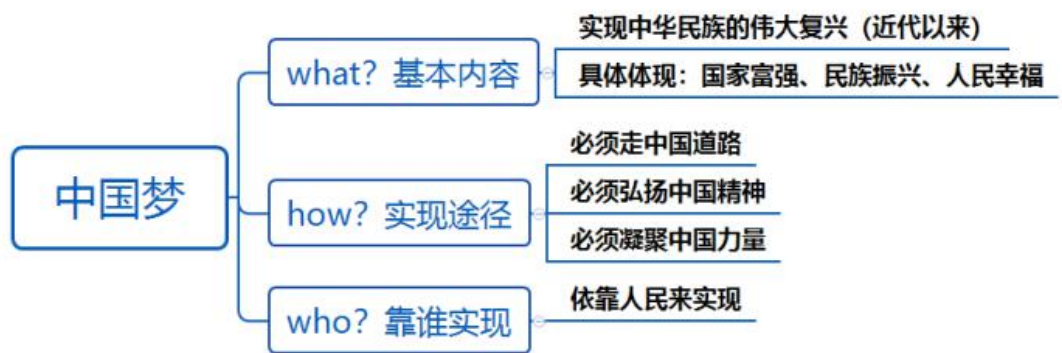 中国梦
what？基本内容
实现中华民族的伟大复兴（近代以来）
具体体现：国家富强、民族振兴、人民幸福
how？实现途径
必须走中国道路
必须弘扬中国精神
必须凝聚中国力量
who？靠谁实现
依靠人民来实现